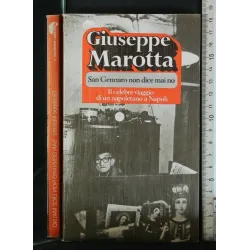 Giuseppe
Marotta
San Gennaro non dice mai no
Il celebre viaggio
di un napoletano a Napoli